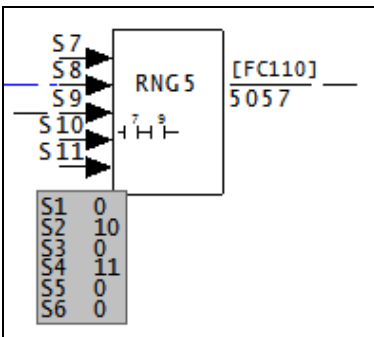 S7
S8
RNG5
[FC110]
S9
5057
S10
7 9
S11
S1 0
S2 10
S3 0
S4 11
S5 0
S6 0